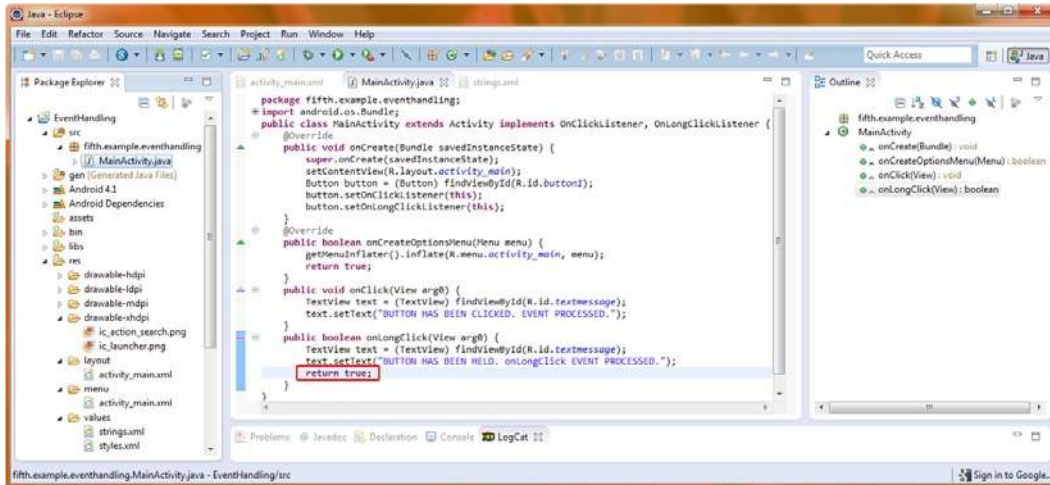 Java - Eclipse
File Edit Refactor Source Navigate Search Project Run Window Help
Quick Access
Java
Package Explorer
EventHandling
src
fifth.example.eventhandling
MainActivity.java
gen [Generated Java Files]
Android 4.1
Android Dependencies
assets
bin
libs
res
drawable-hdpi
drawable-ldpi
drawable-mdpi
drawable-xhdpi
ic_action_search.png
ic_launcher.png
layout
activity_main.xml
menu
activity_main.xml
values
strings.xml
styles.xml
activity_main.xml MainActivity.java strings.xml
package fifth.example.eventhandling;
import android.os.Bundle;
public class MainActivity extends Activity implements OnClickListener, OnLongClickListener {
@Override
public void onCreate(Bundle savedInstanceState) {
super.onCreate(savedInstanceState);
setContentView(R.layout.activity_main);
Button button = (Button) findViewById(R.id.button1);
button.setOnClickListener(this);
button.setOnLongClickListener(this);
}
@Override
public boolean onCreateOptionsMenu(Menu menu) {
getMenuInflater().inflate(R.menu.activity_main, menu);
return true;
}
public void onClick(View arg0) {
TextView text = (TextView) findViewById(R.id.textmessage);
text.setText("BUTTON HAS BEEN CLICKED. EVENT PROCESSED.");
}
public boolean onLongClick(View arg0) {
TextView text = (TextView) findViewById(R.id.textmessage);
text.setText("BUTTON HAS BEEN HELD. onLongClick EVENT PROCESSED.");
return true;
}
}
Problems @ Javadoc Declaration Console LogCat
Outline
fifth.example.eventhandling
MainActivity
onCreate(Bundle) : void
onCreateOptionsMenu(Menu) : boolean
onClick(View) : void
onLongClick(View) : boolean
fifth.example.eventhandling.MainActivity.java - EventHandling/src
Sign in to Google...